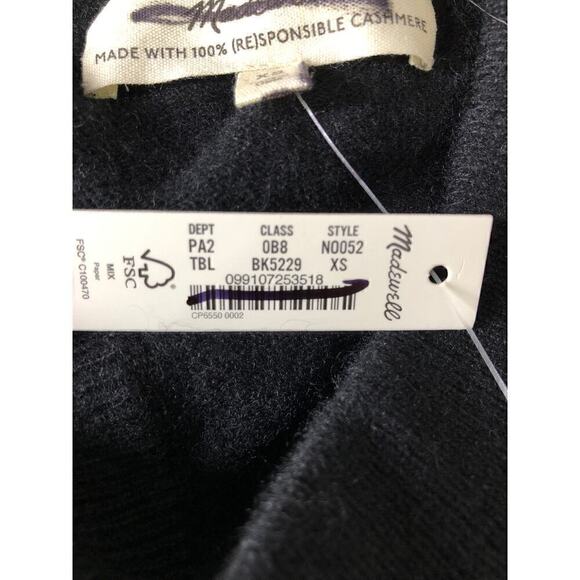 Madewell
MADE WITH 100% (RE)SPONSIBLE CASHMERE
XS
DEPT CLASS STYLE
PA2 0B8 N0052
TBL BK5229 XS
099107253518
CP6550 0002
Madewell
FSC
MIX
Paper
FSC® C100470